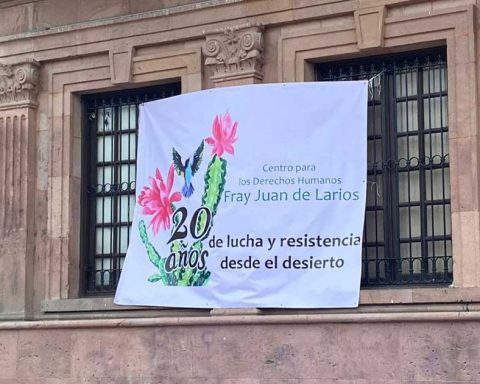 Centro para
los Derechos Humanos
Fray Juan de Larios
20
años
de lucha y resistencia
desde el desierto